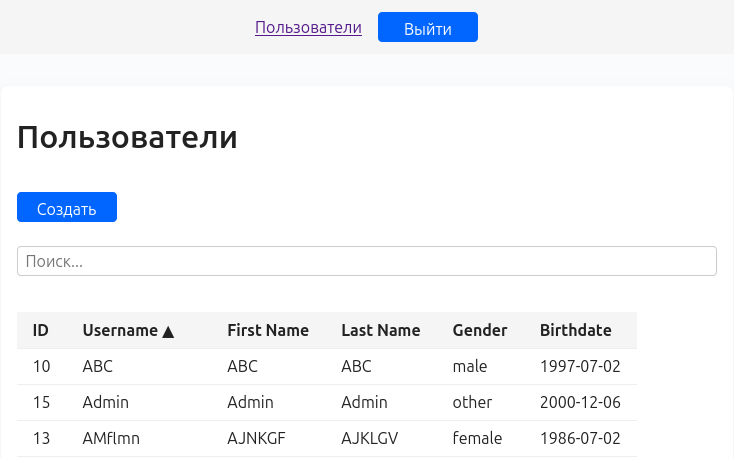 Пользователи Выйти
Пользователи
Создать
Поиск...
ID Username ▲ First Name Last Name Gender Birthdate
10 ABC ABC ABC male 1997-07-02
15 Admin Admin Admin other 2000-12-06
13 AMflmn AJNKGF AJKLGV female 1986-07-02